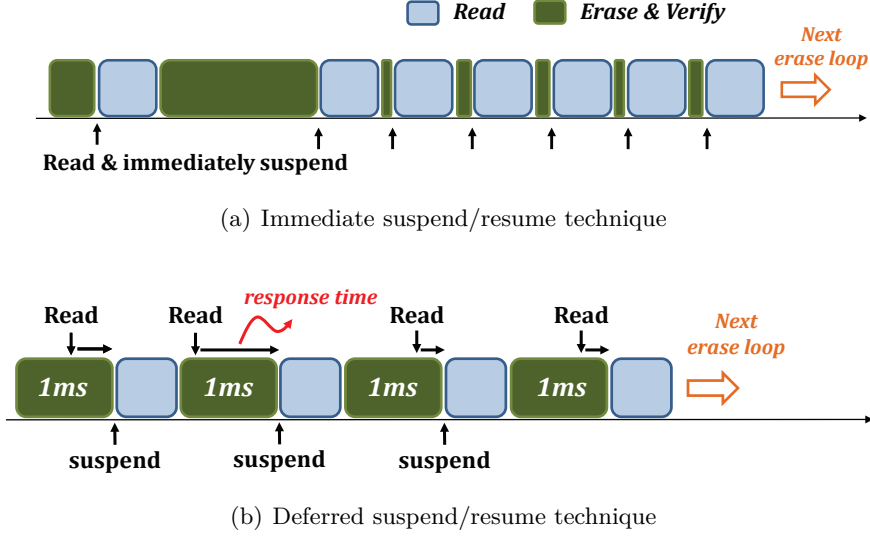 Read
Erase & Verify
Next
erase loop
Read & immediately suspend
(a) Immediate suspend/resume technique
response time
Read
Read
Read
Read
Next
erase loop
1ms
1ms
1ms
1ms
suspend
suspend
suspend
(b) Deferred suspend/resume technique